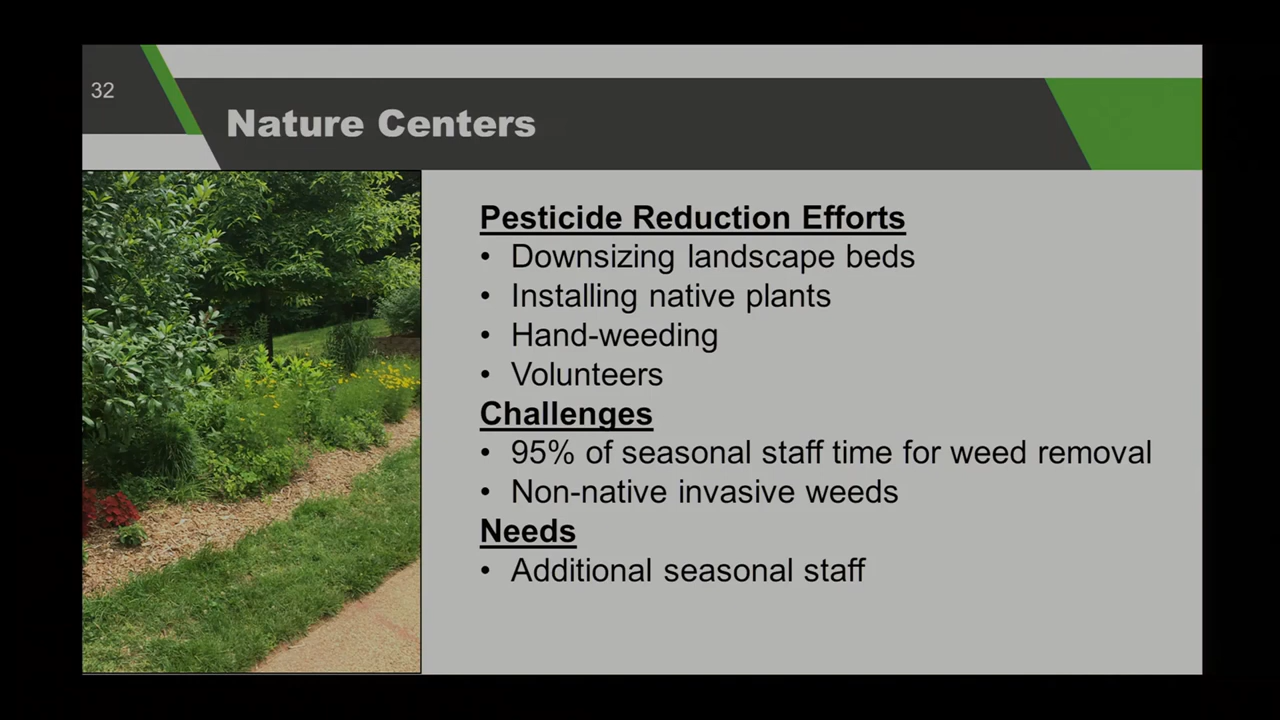 32
Nature Centers
Pesticide Reduction Efforts
• Downsizing landscape beds
• Installing native plants
• Hand-weeding
• Volunteers
Challenges
• 95% of seasonal staff time for weed removal
• Non-native invasive weeds
Needs
• Additional seasonal staff